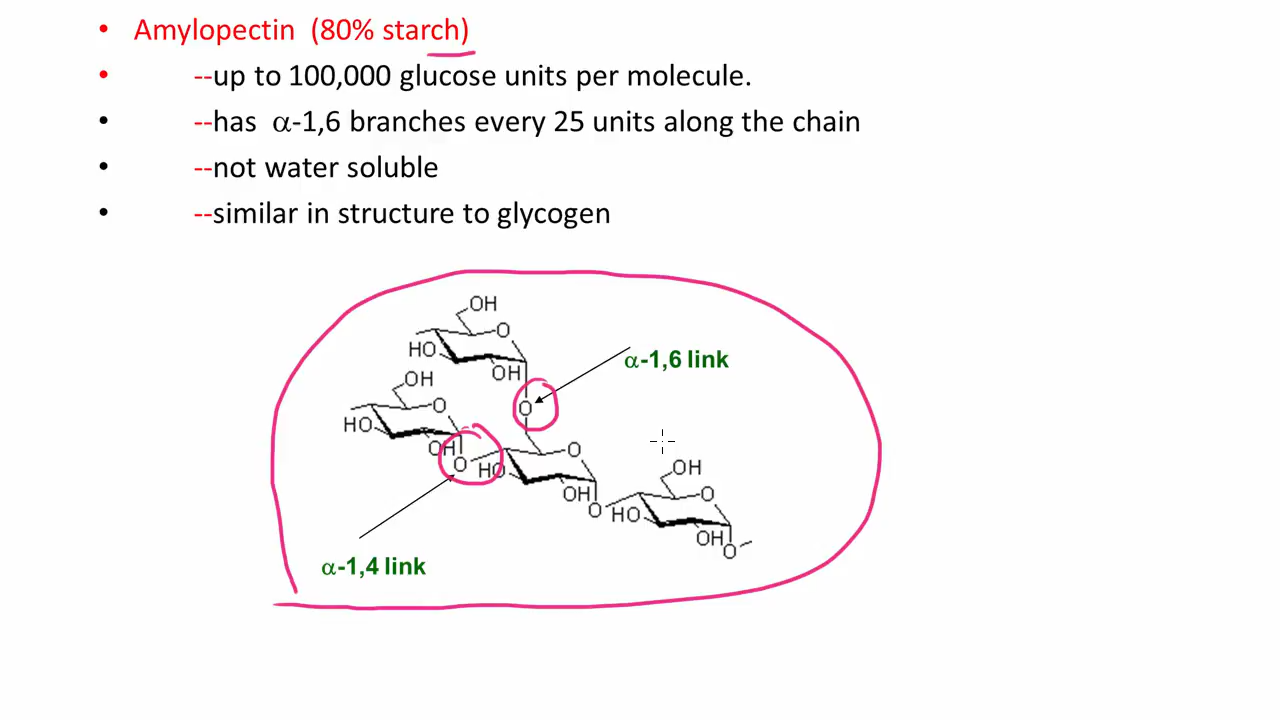 • Amylopectin (80% starch)
• --up to 100,000 glucose units per molecule.
• --has α-1,6 branches every 25 units along the chain
• --not water soluble
• --similar in structure to glycogen
OH
O
HO
OH
α-1,6 link
OH
O
O
HO
OH
O
O
HO
OH
OH
O
O
HO
OH
O
α-1,4 link